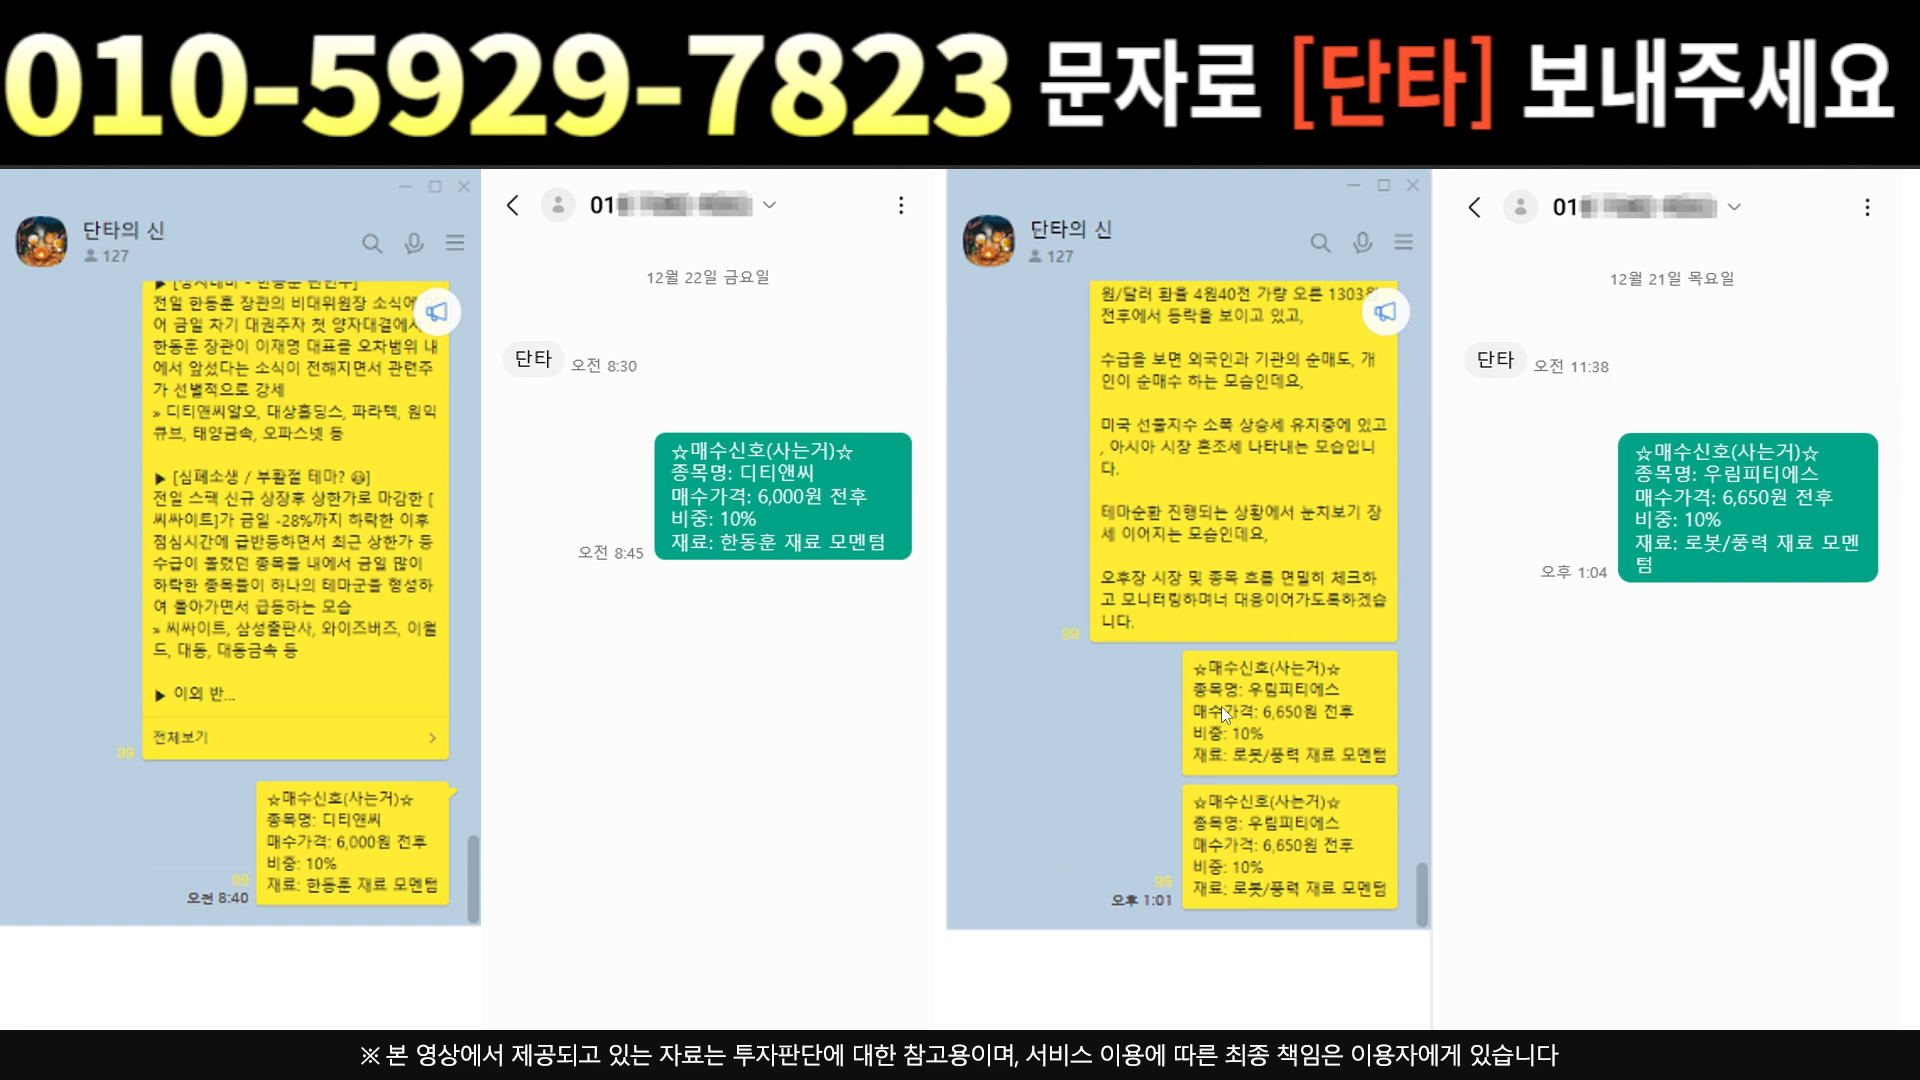 010-5929-7823 문자로 [단타] 보내주세요
단타의 신
127
전일 한동훈 장관의 비대위원장 소식에
어 금일 차기 대권주자 첫 양자대결에서
한동훈 장관이 이재명 대표를 오차범위 내
에서 앞섰다는 소식이 전해지면서 관련주
가 선별적으로 강세
» 디티앤씨알오, 대상홀딩스, 파라텍, 원익
큐브, 태양금속, 오파스넷 등
▶ [심폐소생 / 부활절 테마? 😆]
전일 스팩 신규 상장후 상한가로 마감한 [
씨싸이트]가 금일 -28%까지 하락한 이후
점심시간에 급반등하면서 최근 상한가 등
수급이 몰렸던 종목들 내에서 금일 많이
하락한 종목들이 하나의 테마군을 형성하
여 돌아가면서 급등하는 모습
» 씨싸이트, 삼성출판사, 와이즈버즈, 이월
드, 대동, 대동금속 등
▶ 이외 반...
전체보기
99
☆매수신호(사는거)☆
종목명: 디티앤씨
매수가격: 6,000원 전후
비중: 10%
재료: 한동훈 재료 모멘텀
99
오전 8:40
01
12월 22일 금요일
단타
오전 8:30
☆매수신호(사는거)☆
종목명: 디티앤씨
매수가격: 6,000원 전후
비중: 10%
재료: 한동훈 재료 모멘텀
오전 8:45
단타의 신
127
원/달러 환율 4원40전 가량 오른 1303원
전후에서 등락을 보이고 있고,
수급을 보면 외국인과 기관의 순매도, 개
인이 순매수 하는 모습인데요,
미국 선물지수 소폭 상승세 유지중에 있고
, 아시아 시장 혼조세 나타내는 모습입니
다.
테마순환 진행되는 상황에서 눈치보기 장
세 이어지는 모습인데요,
오후장 시장 및 종목 흐름 면밀히 체크하
고 모니터링하며너 대응이어가도록하겠습
니다.
99
☆매수신호(사는거)☆
종목명: 우림피티에스
매수가격: 6,650원 전후
비중: 10%
재료: 로봇/풍력 재료 모멘텀
☆매수신호(사는거)☆
종목명: 우림피티에스
매수가격: 6,650원 전후
비중: 10%
재료: 로봇/풍력 재료 모멘텀
99
오후 1:01
01
12월 21일 목요일
단타
오전 11:38
☆매수신호(사는거)☆
종목명: 우림피티에스
매수가격: 6,650원 전후
비중: 10%
재료: 로봇/풍력 재료 모멘
텀
오후 1:04
※ 본 영상에서 제공되고 있는 자료는 투자판단에 대한 참고용이며, 서비스 이용에 따른 최종 책임은 이용자에게 있습니다